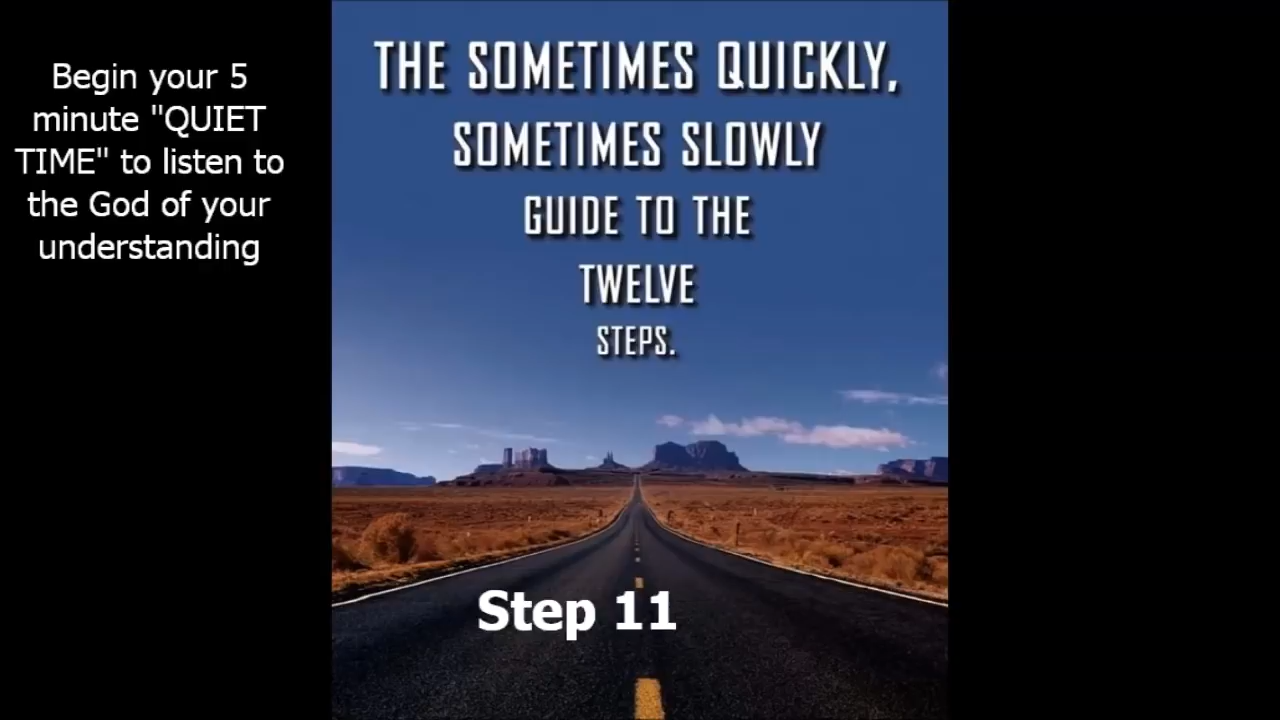 Begin your 5
minute "QUIET
TIME" to listen to
the God of your
understanding
THE SOMETIMES QUICKLY,
SOMETIMES SLOWLY
GUIDE TO THE
TWELVE
STEPS.
Step 11